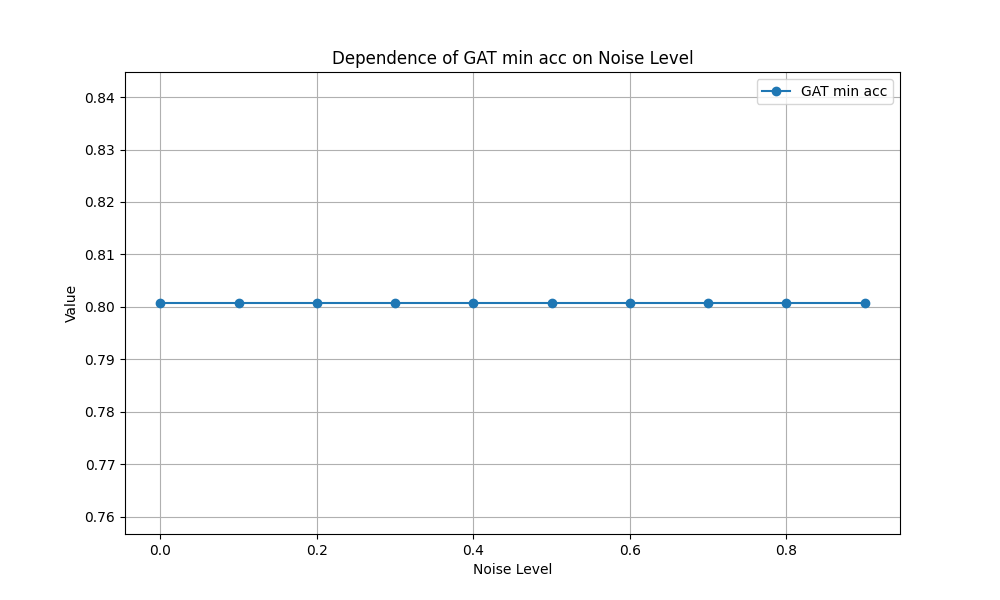 Dependence of GAT min acc on Noise Level
GAT min acc
0.84
0.83
0.82
0.81
0.80
0.79
0.78
0.77
0.76
Value
0.0 0.2 0.4 0.6 0.8
Noise Level